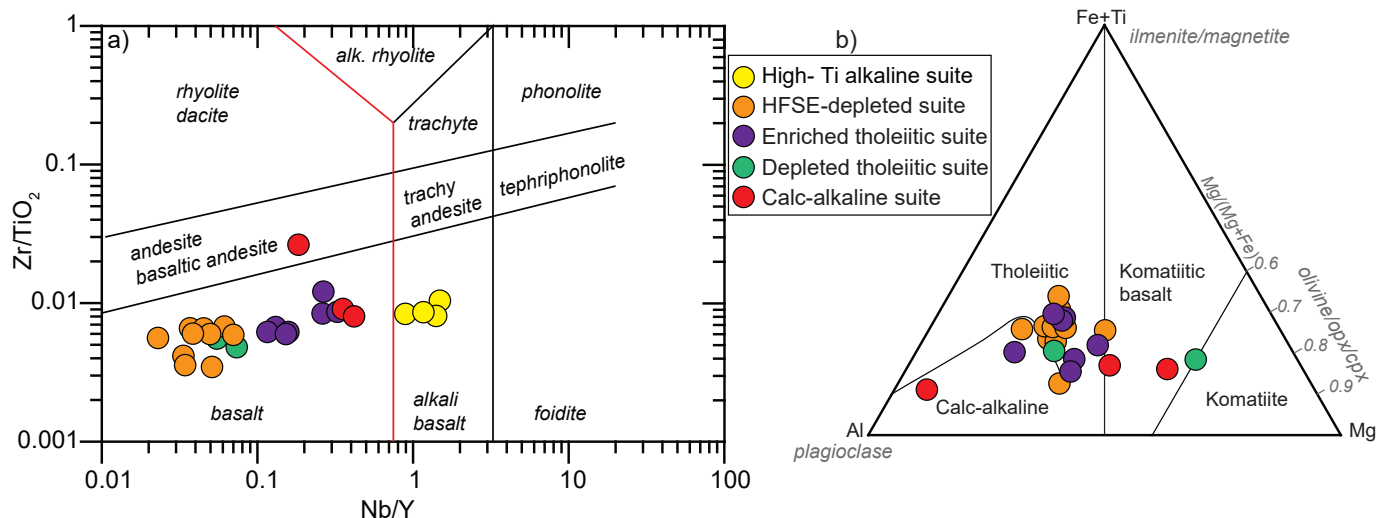 a)
1
0.1
0.01
0.001
Zr/TiO2
0.01
0.1
1
10
100
Nb/Y
alk. rhyolite
rhyolite
dacite
phonolite
trachyte
tephriphonolite
trachy
andesite
andesite
basaltic andesite
basalt
alkali
basalt
foidite
b)
Fe+Ti
ilmenite/magnetite
High- Ti alkaline suite
HFSE-depleted suite
Enriched tholeiitic suite
Depleted tholeiitic suite
Calc-alkaline suite
Mg/(Mg+Fe)
0.6
0.7
0.8
0.9
olivine/opx/cpx
Tholeiitic
Komatiitic
basalt
Calc-alkaline
Komatiite
Al
Mg
plagioclase